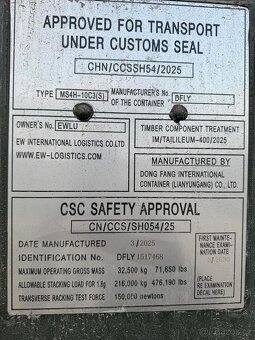 APPROVED FOR TRANSPORT
UNDER CUSTOMS SEAL
CHN/CCSSH54/2025
TYPE MS4H-10C3(S) MANUFACTURER'S NO. OF THE CONTAINER DFLY
OWNER'S NO. EWLU
EW INTERNATIONAL LOGISTICS CO.LTD
WWW.EW-LOGISTICS.COM
TIMBER COMPONENT TREATMENT
IM/TAILILEUM-400/2025
MANUFACTURED BY
DONG FANG INTERNATIONAL
CONTAINER (LIANYUNGANG) CO.,LTD
CSC SAFETY APPROVAL
CN/CCS/SH054/25
DATE MANUFACTURED 3/2025
IDENTIFICATION No. DFLY 1517468
MAXIMUM OPERATING GROSS MASS 32,500 kg 71,650 lbs
ALLOWABLE STACKING LOAD FOR 1.8g 216,000 kg 476,190 lbs
TRANSVERSE RACKING TEST FORCE 150,000 newtons
FIRST MAINTE-
NANCE EXAMI-
NATION DATE
(PLACE
RE EXAMINATION
DECAL HERE)